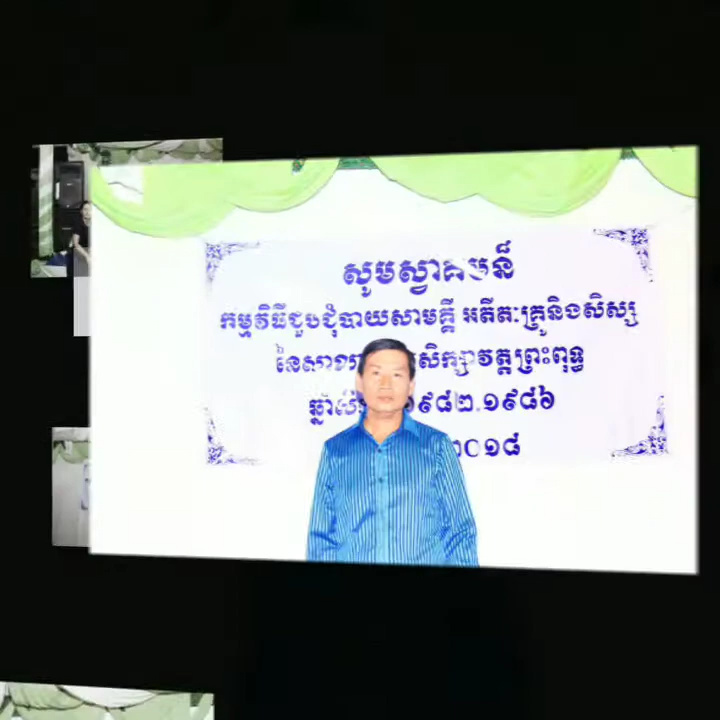 សូមស្វាគមន៍
កម្មវិធីជួបជុំបាយសាមគ្គី អតីតៈគ្រូនិងសិស្ស
នៃសាលា សិក្សាវត្តព្រះពុទ្ធ
ឆ្នាំសិ ១៩៨២.១៩៨៦
២០១៨